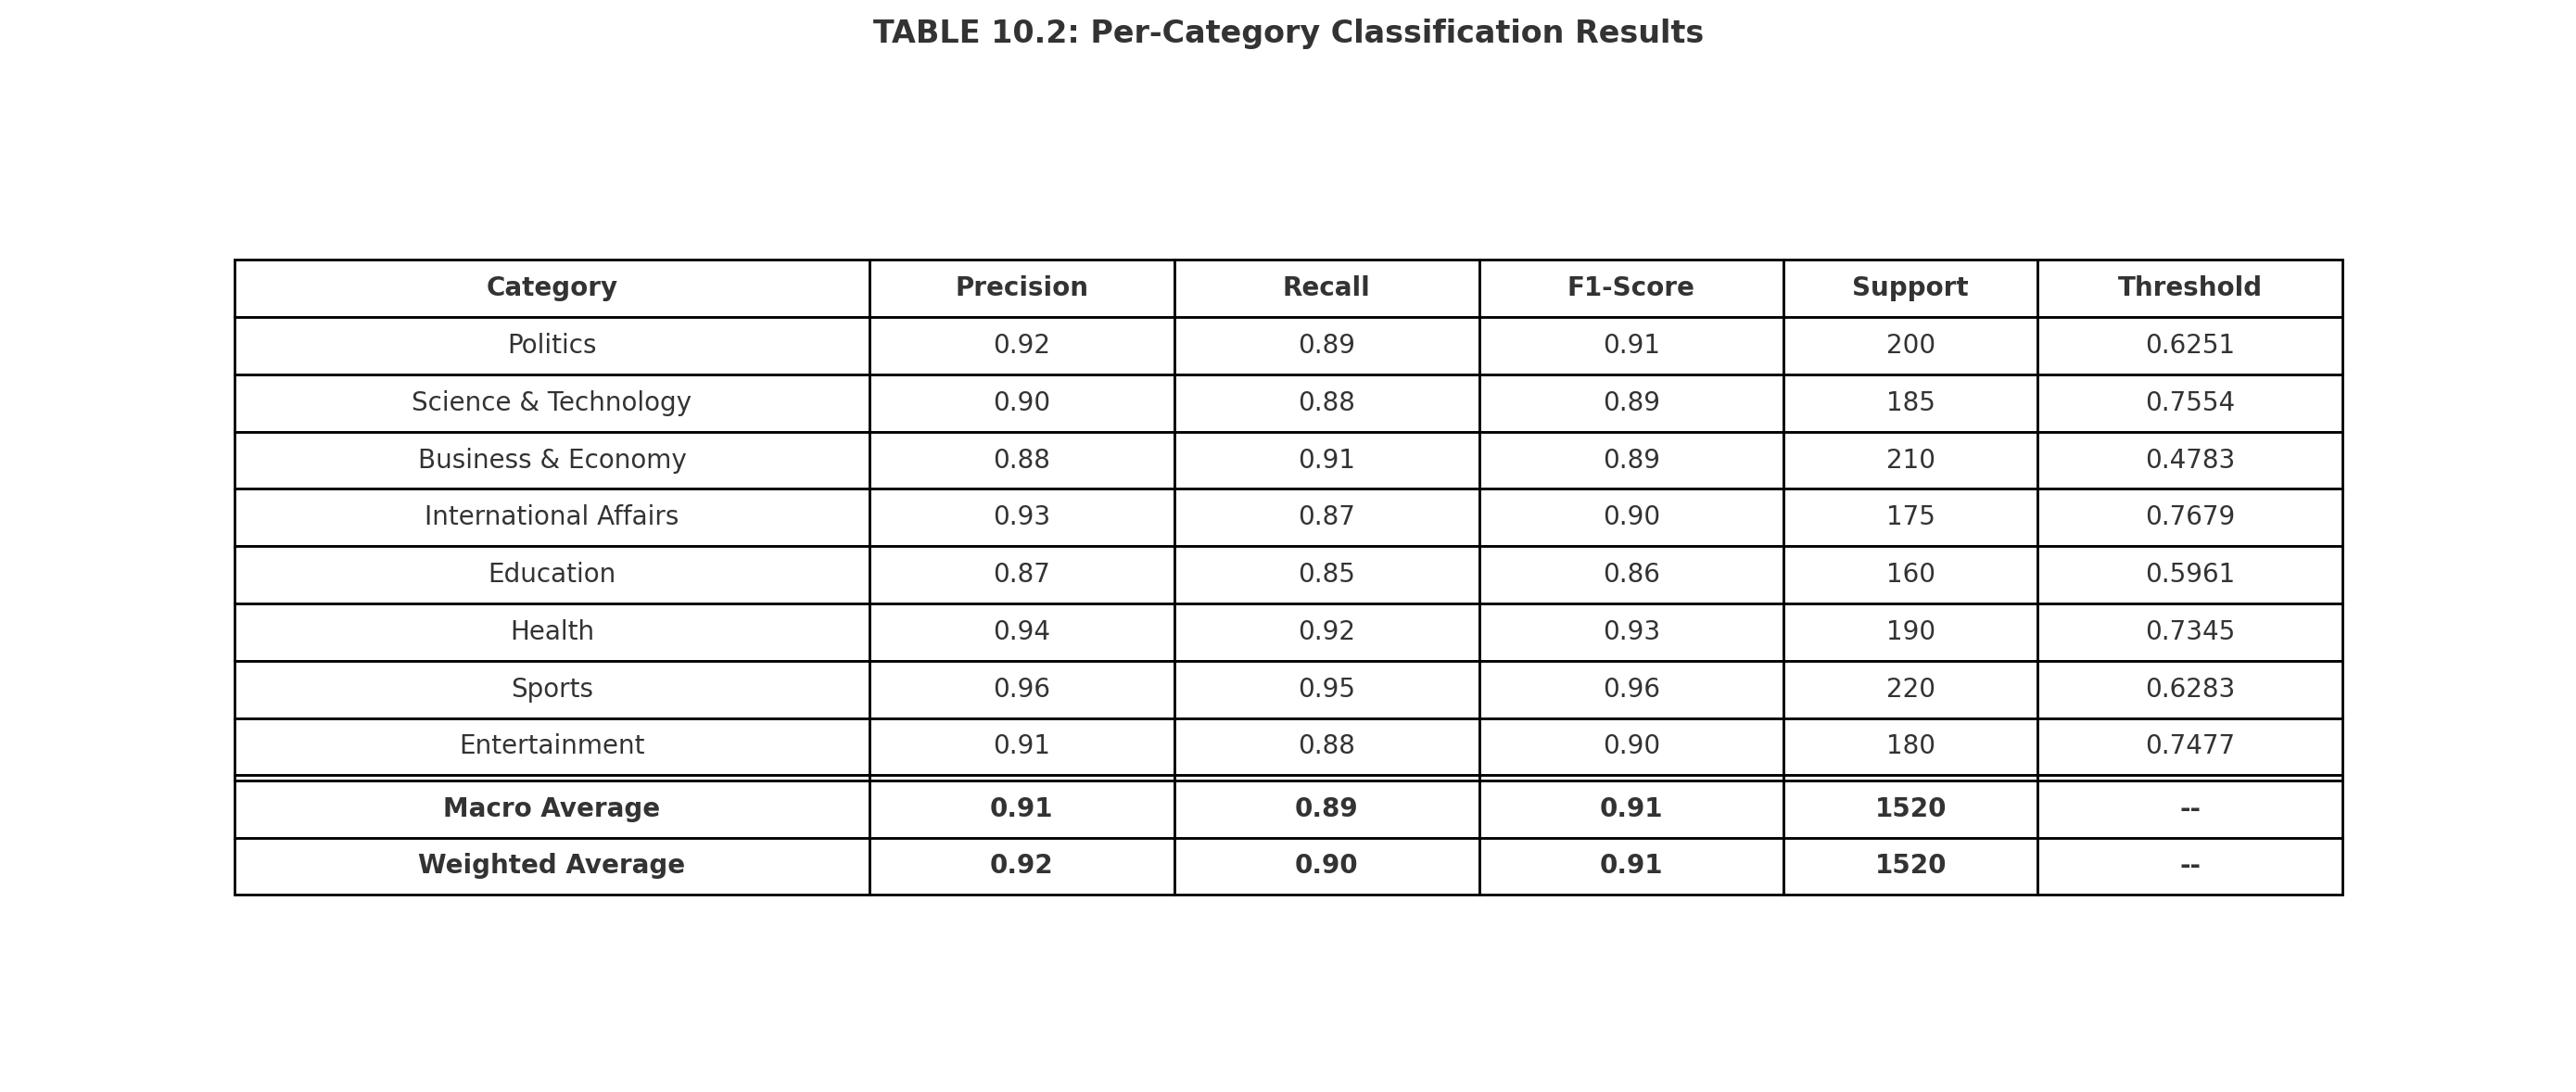 TABLE 10.2: Per-Category Classification Results
Category Precision Recall F1-Score Support Threshold
Politics 0.92 0.89 0.91 200 0.6251
Science & Technology 0.90 0.88 0.89 185 0.7554
Business & Economy 0.88 0.91 0.89 210 0.4783
International Affairs 0.93 0.87 0.90 175 0.7679
Education 0.87 0.85 0.86 160 0.5961
Health 0.94 0.92 0.93 190 0.7345
Sports 0.96 0.95 0.96 220 0.6283
Entertainment 0.91 0.88 0.90 180 0.7477
Macro Average 0.91 0.89 0.91 1520 --
Weighted Average 0.92 0.90 0.91 1520 --